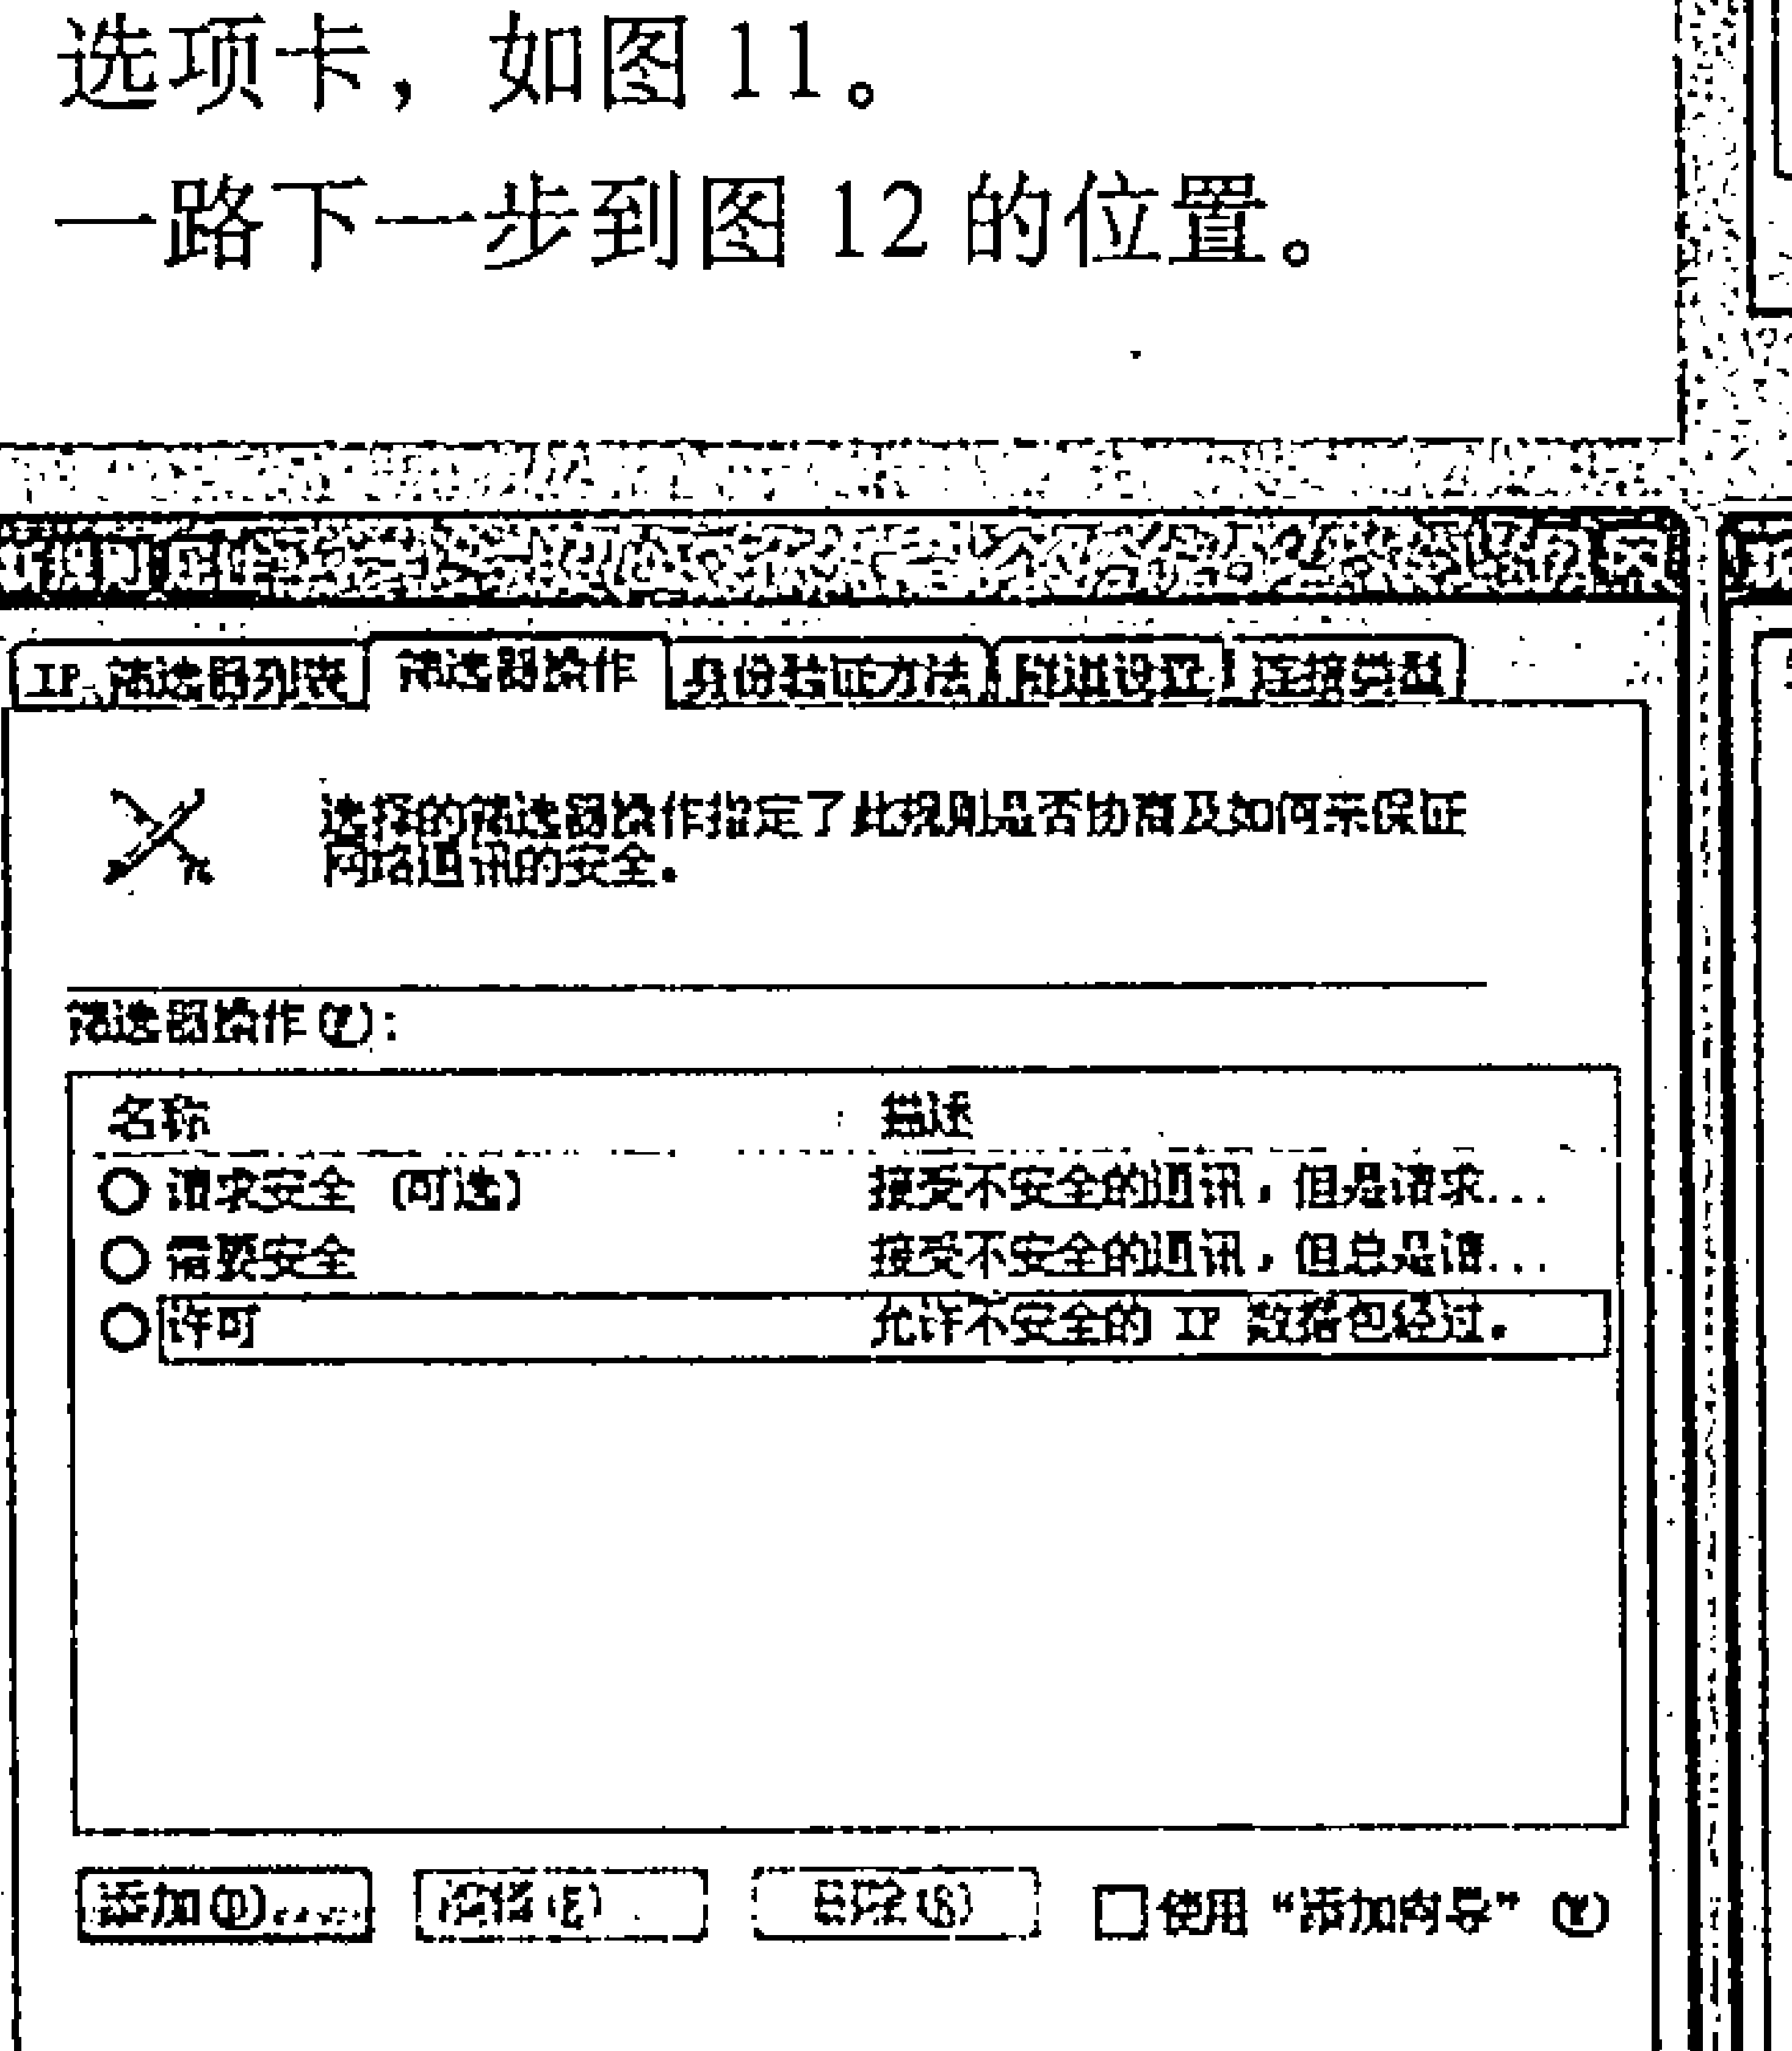 选项卡，如图 11。
一路下一步到图 12 的位置。
新规则 属性
IP 筛选器列表 筛选器操作 身份验证方法 隧道设置 连接类型
选择的筛选器操作指定了此规则是否协商及如何来保证
网络通讯的安全。
筛选器操作(F):
名称 描述
请求安全 (可选) 接受不安全的通讯，但是请求...
需要安全 接受不安全的通讯，但总是请...
许可 允许不安全的 IP 数据包经过。
添加(D)... 编辑(E) 删除(R) 使用“添加向导”(W)